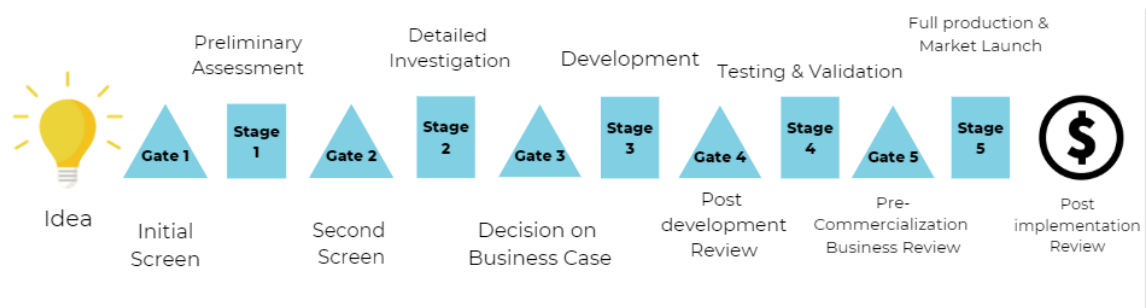 Full production &
Market Launch
Preliminary
Assessment
Detailed
Investigation
Development
Testing & Validation
Gate 1
Stage
1
Gate 2
Stage
2
Gate 3
Stage
3
Gate 4
Stage
4
Gate 5
Stage
5
$
Idea
Initial
Screen
Second
Screen
Decision on
Business Case
Post
development
Review
Pre-
Commercialization
Business Review
Post
implementation
Review